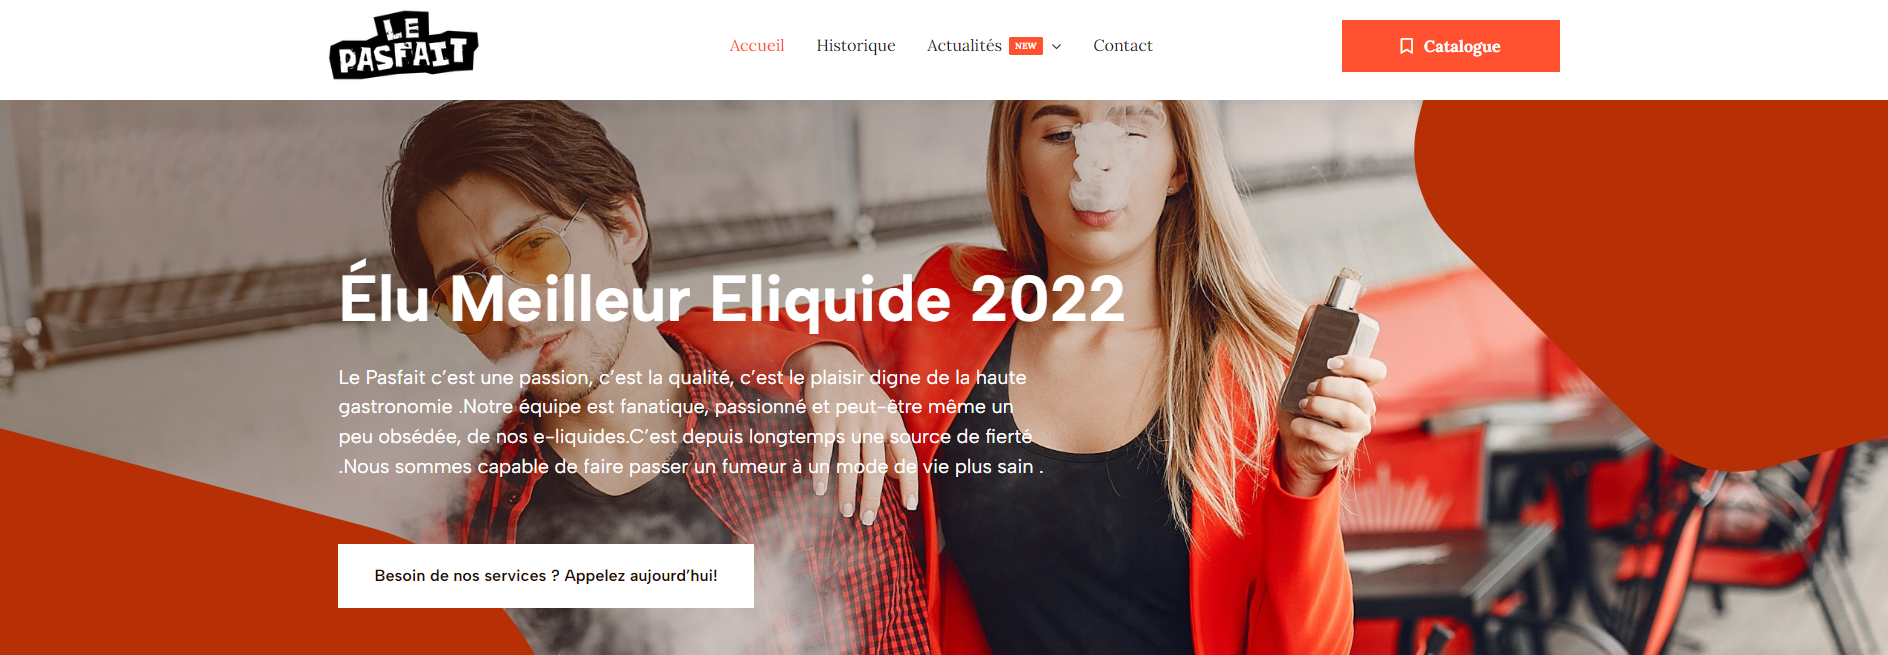 LE
PASFAIT
Accueil Historique Actualités NEW Contact
Catalogue
Élu Meilleur Eliquide 2022
Le Pasfait c’est une passion, c’est la qualité, c’est le plaisir digne de la haute
gastronomie .Notre équipe est fanatique, passionné et peut-être même un
peu obsédée, de nos e-liquides.C’est depuis longtemps une source de fierté
.Nous sommes capable de faire passer un fumeur à un mode de vie plus sain .
Besoin de nos services ? Appelez aujourd’hui!